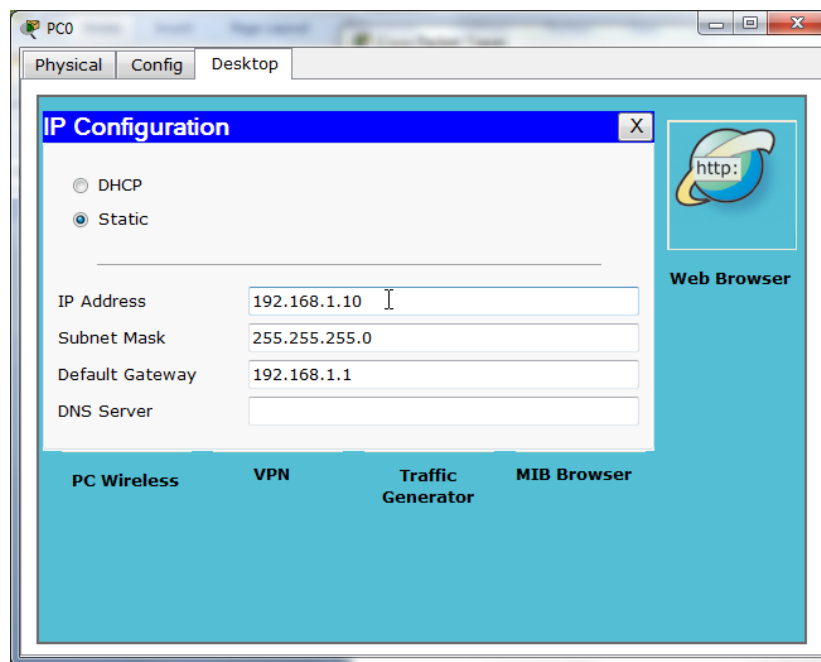 PC0
Physical Config Desktop
IP Configuration X
DHCP
Static
IP Address 192.168.1.10
Subnet Mask 255.255.255.0
Default Gateway 192.168.1.1
DNS Server
http:
Web Browser
PC Wireless VPN Traffic Generator MIB Browser